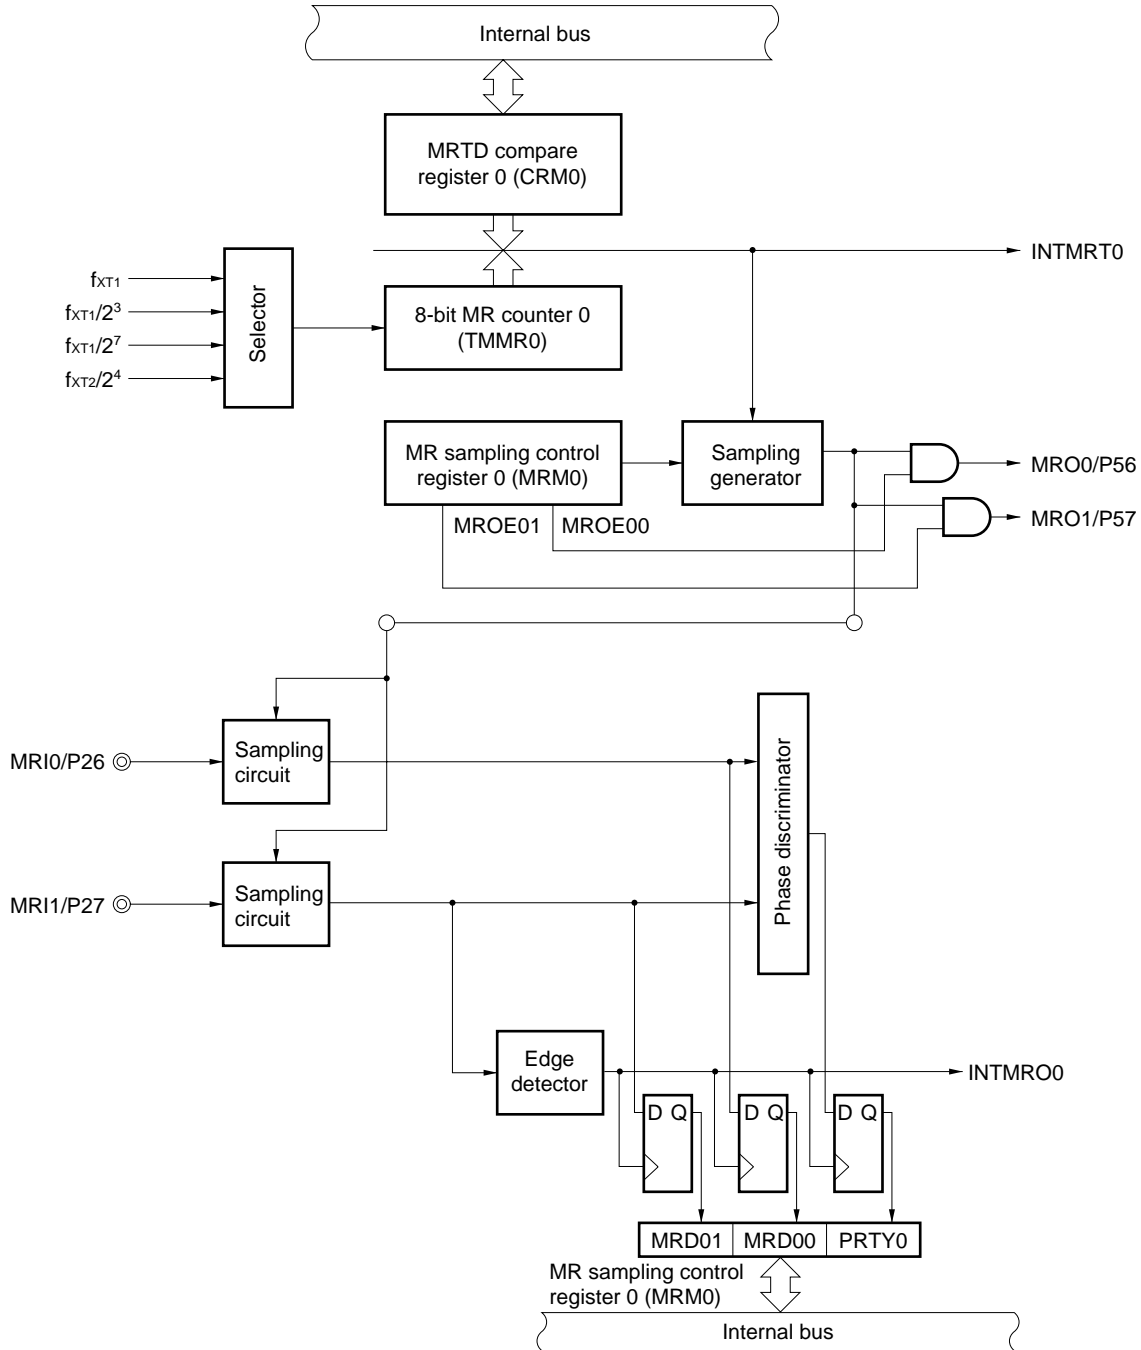 Internal bus
MRTD compare
register 0 (CRM0)
INTMRT0
fXT1
fXT1/2³
fXT1/2⁷
fXT2/2⁴
Selector
8-bit MR counter 0
(TMMR0)
MR sampling control
register 0 (MRM0)
Sampling
generator
MRO0/P56
MRO1/P57
MROE01
MROE00
MRI0/P26
Sampling
circuit
MRI1/P27
Sampling
circuit
Phase discriminator
Edge
detector
INTMRO0
D Q
D Q
D Q
MRD01
MRD00
PRTY0
MR sampling control
register 0 (MRM0)
Internal bus